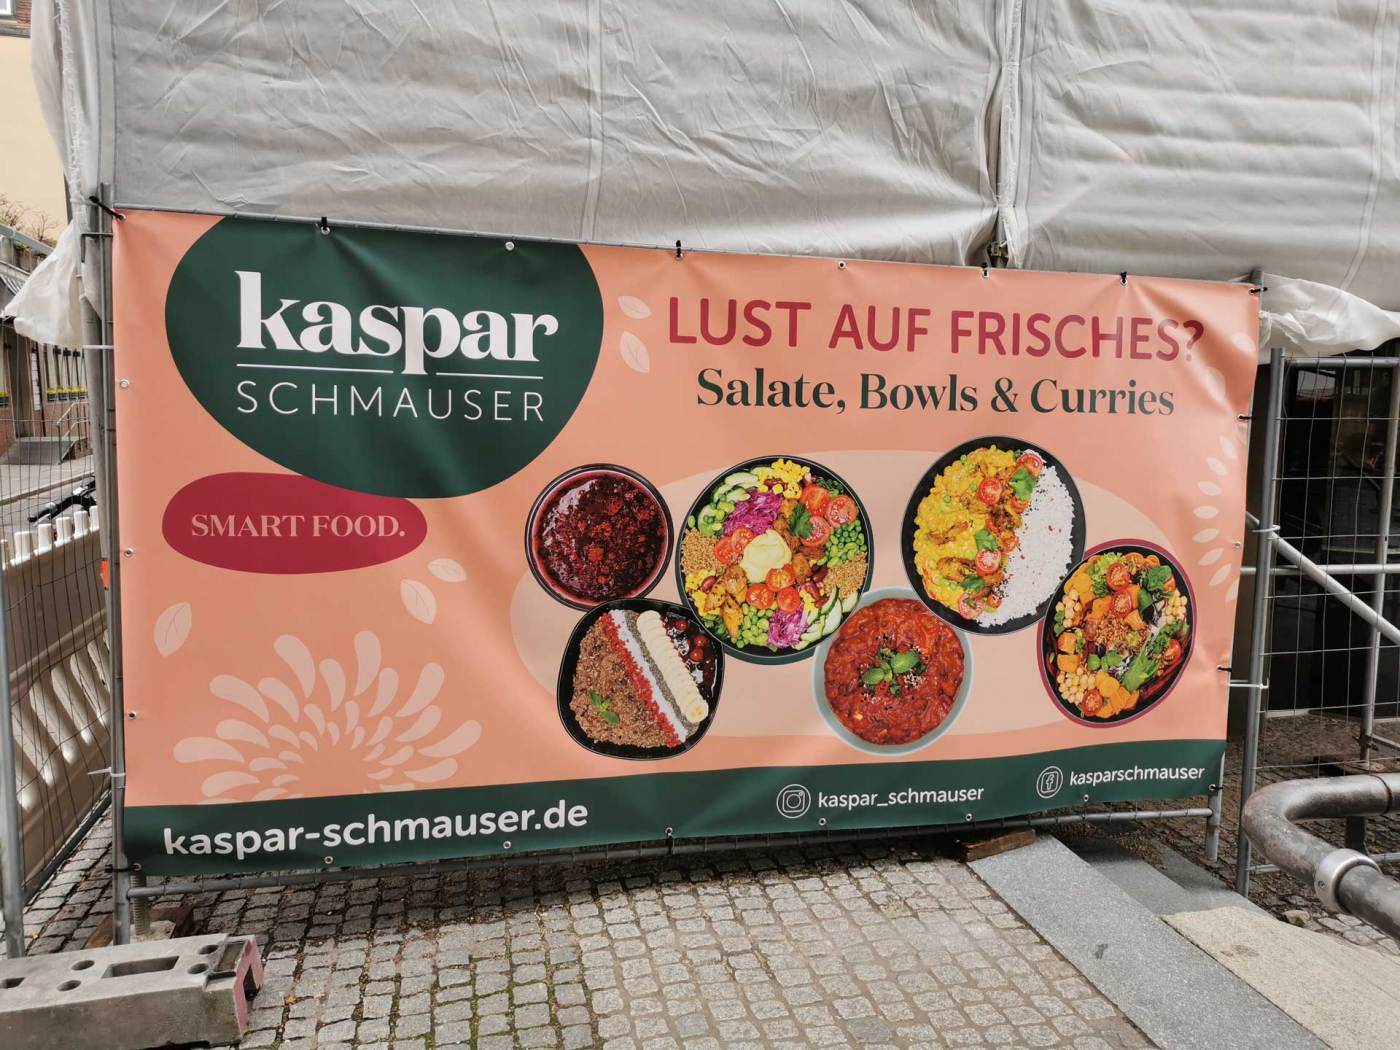 kaspar
SCHMAUSER
SMART FOOD.
LUST AUF FRISCHES?
Salate, Bowls & Curries
kaspar-schmauser.de
kaspar_schmauser
kasparschmauser